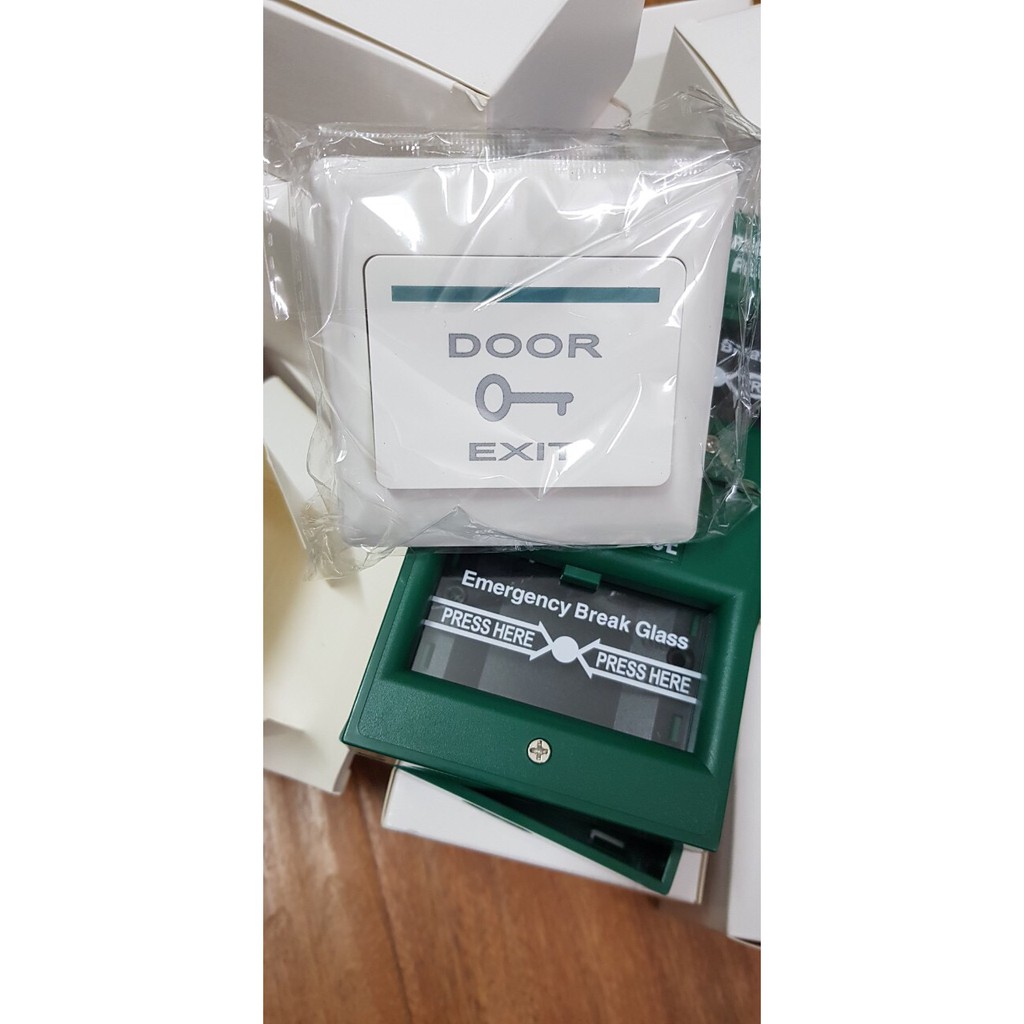 DOOR
EXIT
Emergency Break Glass
PRESS HERE
PRESS HERE